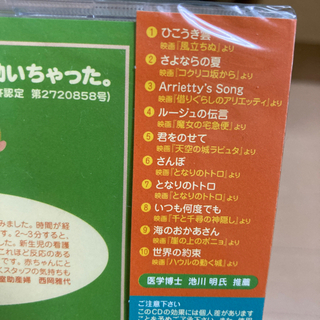 動いちゃった。
許認定 第2720858号)
みました。時間が経
2~3分すると、
した。新生児の看護
これほど反応のある
です。赤ちゃんにと
スタッフの気持ちも
西岡雅代
1 ひこうき雲
映画『風立ちぬ』より
2 さよならの夏
映画『コクリコ坂から』より
3 Arrietty's Song
映画『借りぐらしのアリエッティ』より
4 ルージュの伝言
映画『魔女の宅急便』より
5 君をのせて
映画『天空の城ラピュタ』より
6 さんぽ
映画『となりのトトロ』より
7 となりのトトロ
映画『となりのトトロ』より
8 いつも何度でも
映画『千と千尋の神隠し』より
9 海のおかあさん
映画『崖の上のポニョ』より
10 世界の約束
映画『ハウルの動く城』より
医学博士 池川 明氏 推薦
ご注意下さい
このCDの効果には個人差があります